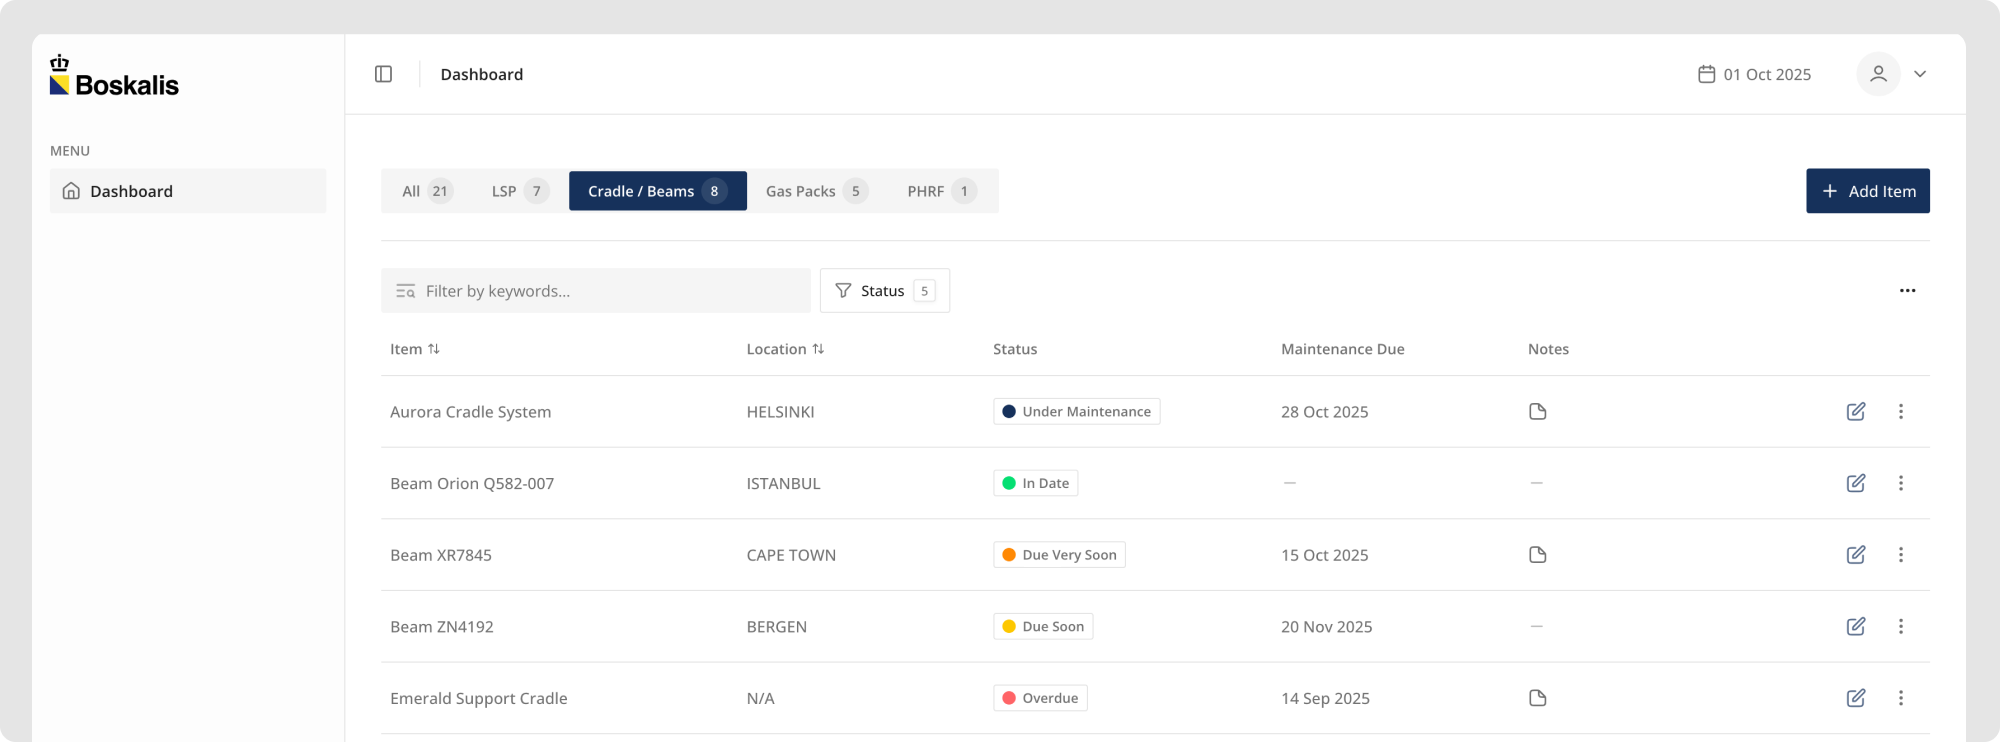 Boskalis
Dashboard
01 Oct 2025
MENU
Dashboard
All 21 LSP 7 Cradle / Beams 8 Gas Packs 5 PHRF 1
Add Item
Filter by keywords...
Status 5
Item Location Status Maintenance Due Notes
Aurora Cradle System HELSINKI Under Maintenance 28 Oct 2025
Beam Orion Q582-007 ISTANBUL In Date — —
Beam XR7845 CAPE TOWN Due Very Soon 15 Oct 2025
Beam ZN4192 BERGEN Due Soon 20 Nov 2025 —
Emerald Support Cradle N/A Overdue 14 Sep 2025